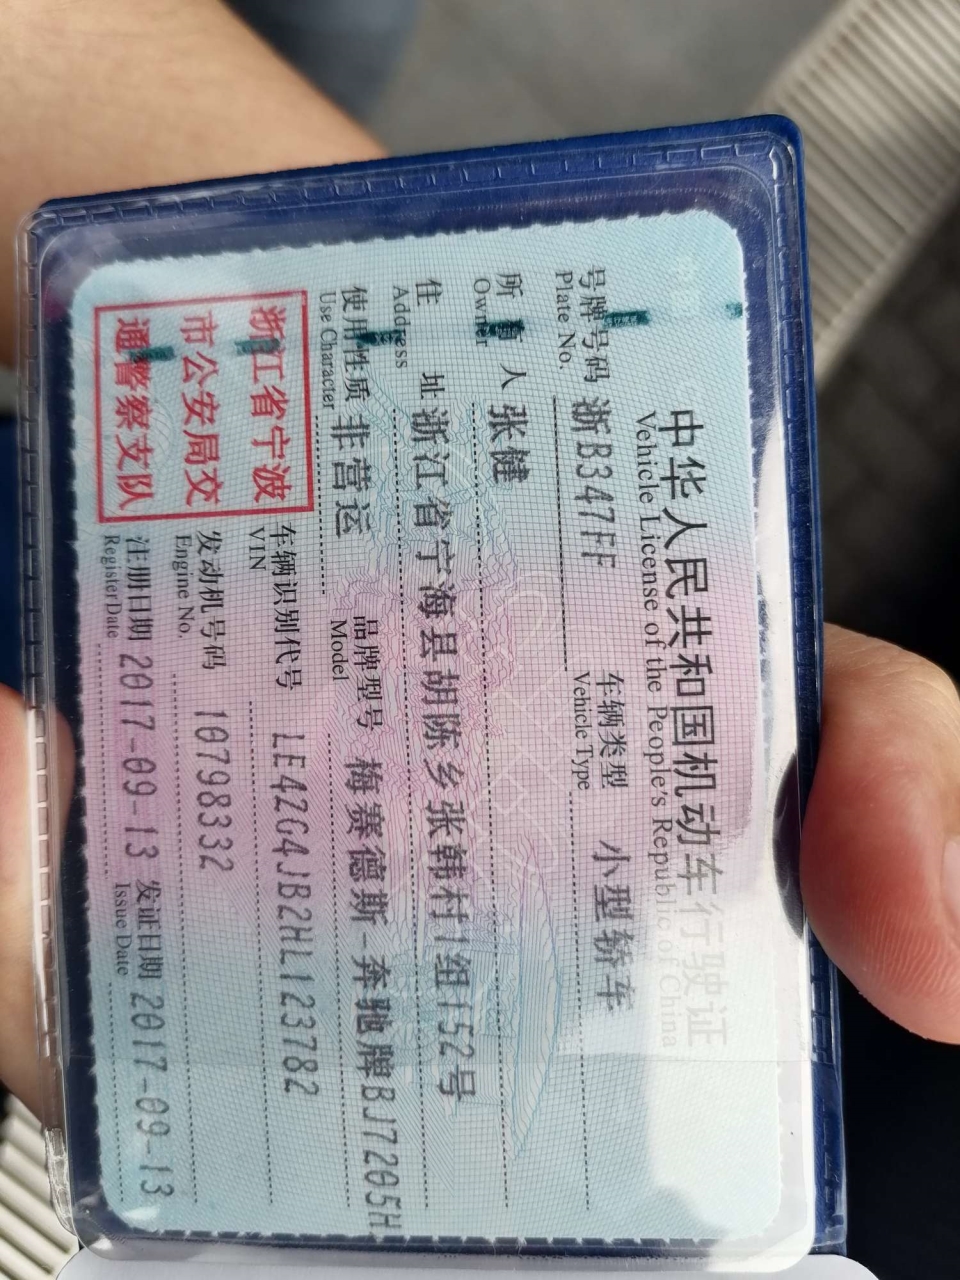 中华人民共和国机动车行驶证
Vehicle License of the People's Republic of China
号牌号码 浙B347FF 车辆类型 小型轿车
Plate No. Vehicle Type
所有人 张健
Owner
住址 浙江省宁海县胡陈乡张韩村1组152号
Address
使用性质 非营运 品牌型号 梅赛德斯-奔驰牌BJ7205H
Use Character Model
浙江省宁波
市公安局交
通警察支队
车辆识别代号 LE4ZG4JB2HL123782
VIN
发动机号码 10798332
Engine No.
注册日期 2017-09-13 发证日期 2017-09-13
Register Date Issue Date